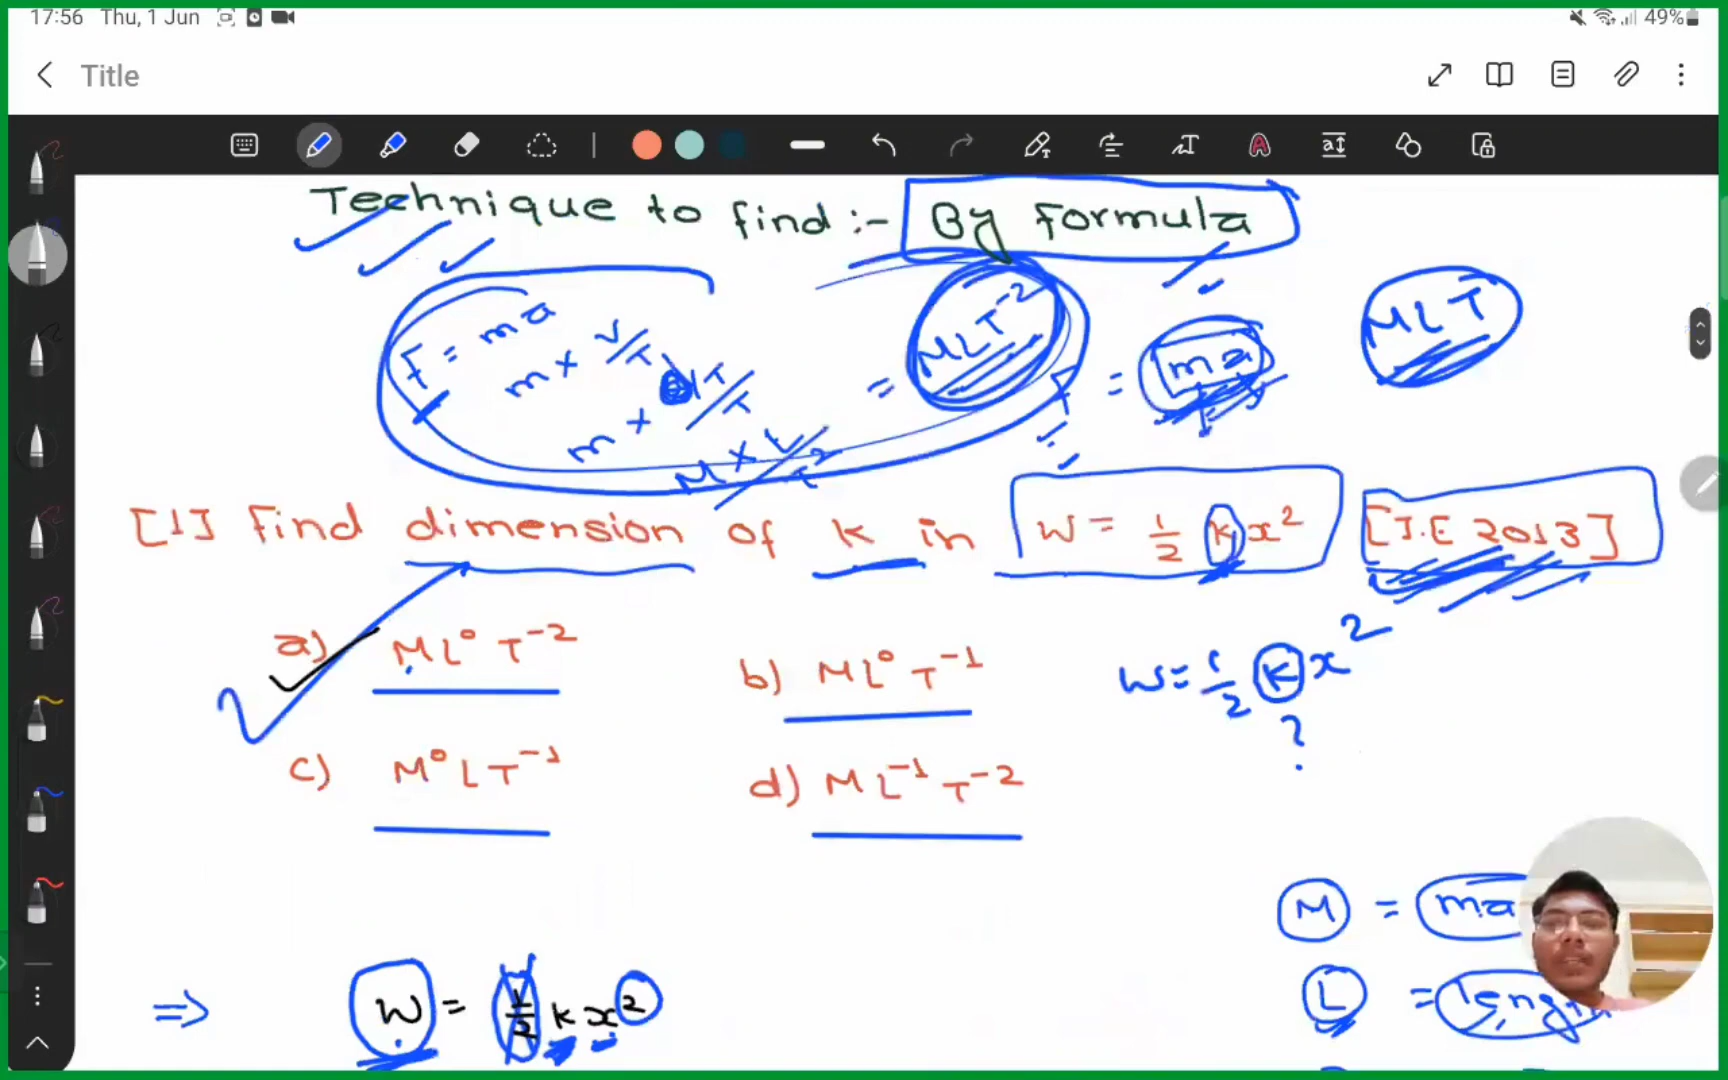 17:56 Thu, 1 Jun 49%
Title
Technique to find :- By formula
F = ma
m × V/T
m × /T/T
M × L/T²
= MLT⁻²
F = ma
MLT
[1] Find dimension of k in W = 1/2 kx² [J.E 2013]
a) ML⁰T⁻² b) ML⁰T⁻¹
W = 1/2 kx²
?
c) M⁰LT⁻¹ d) ML⁻¹T⁻²
M = ma
L = leng
⇒ W = 1/2 kx²